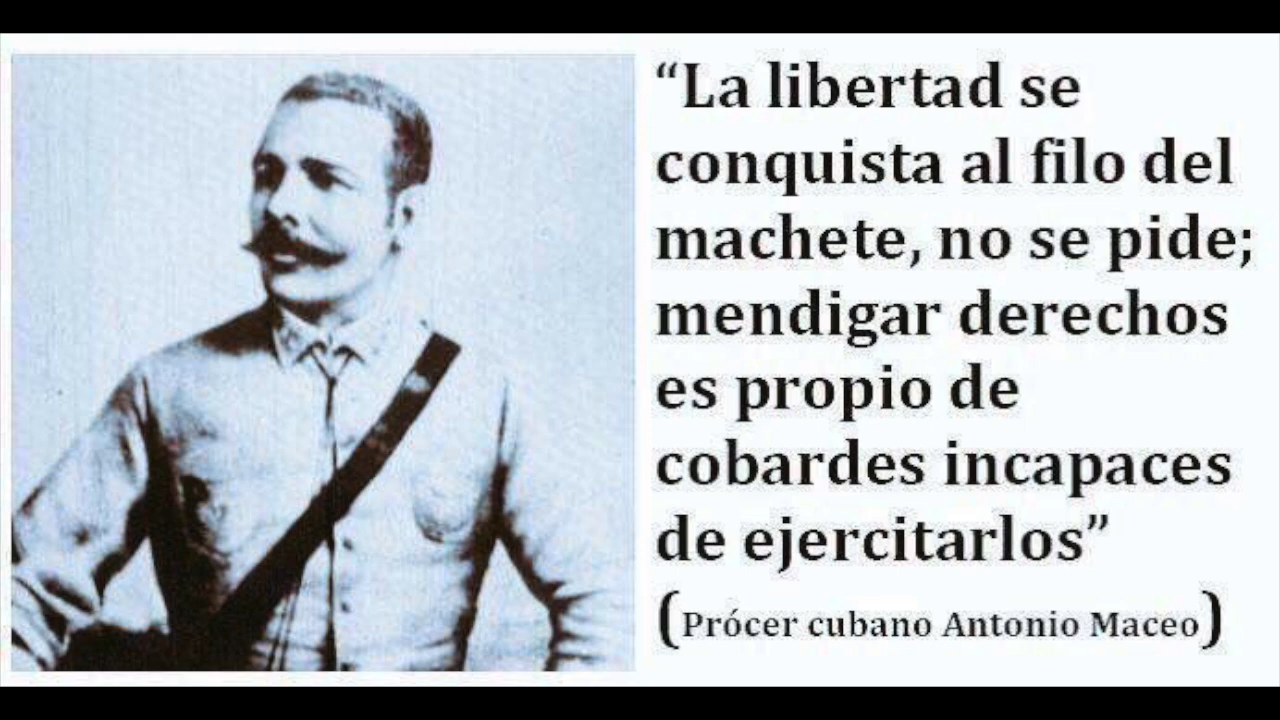 “La libertad se
conquista al filo del
machete, no se pide;
mendigar derechos
es propio de
cobardes incapaces
de ejercitarlos”
(Prócer cubano Antonio Maceo)